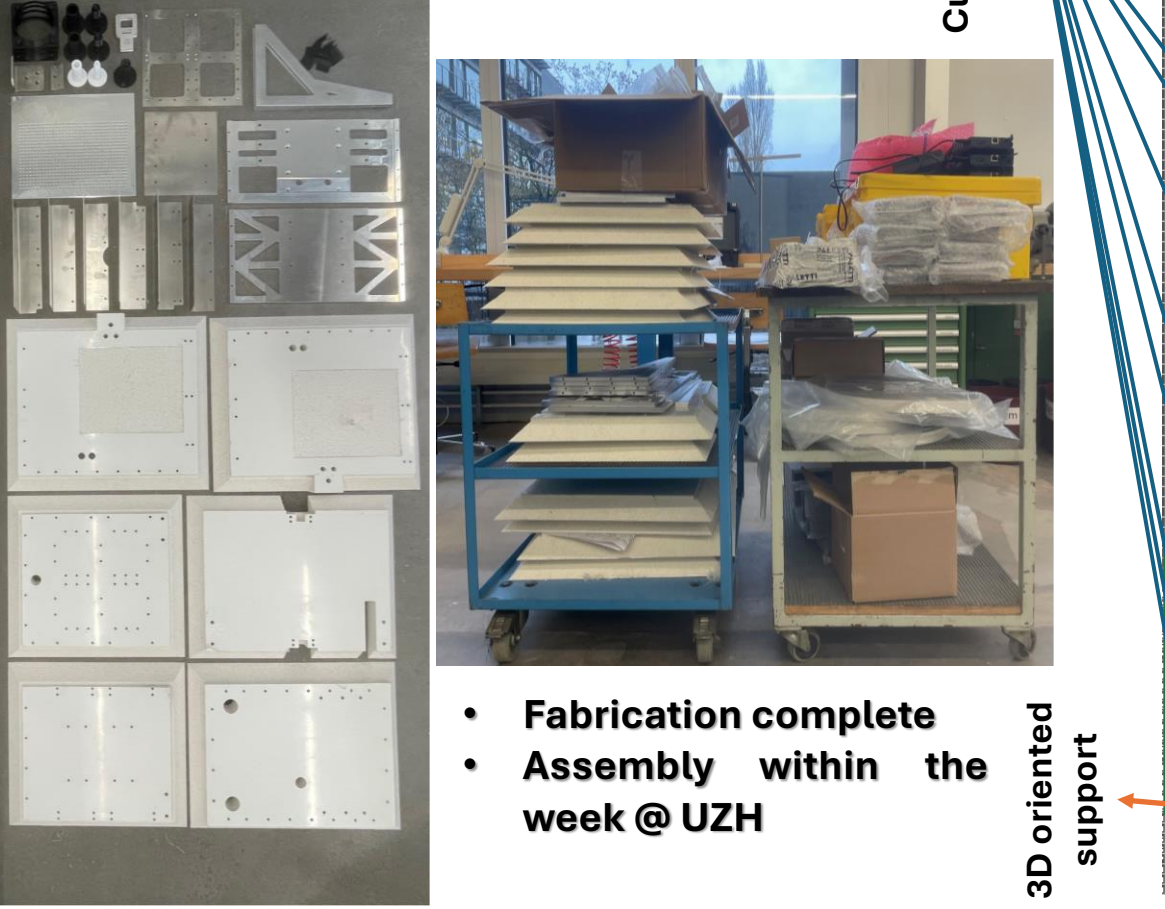 Cu
• Fabrication complete
• Assembly within the
week @ UZH
3D oriented
support